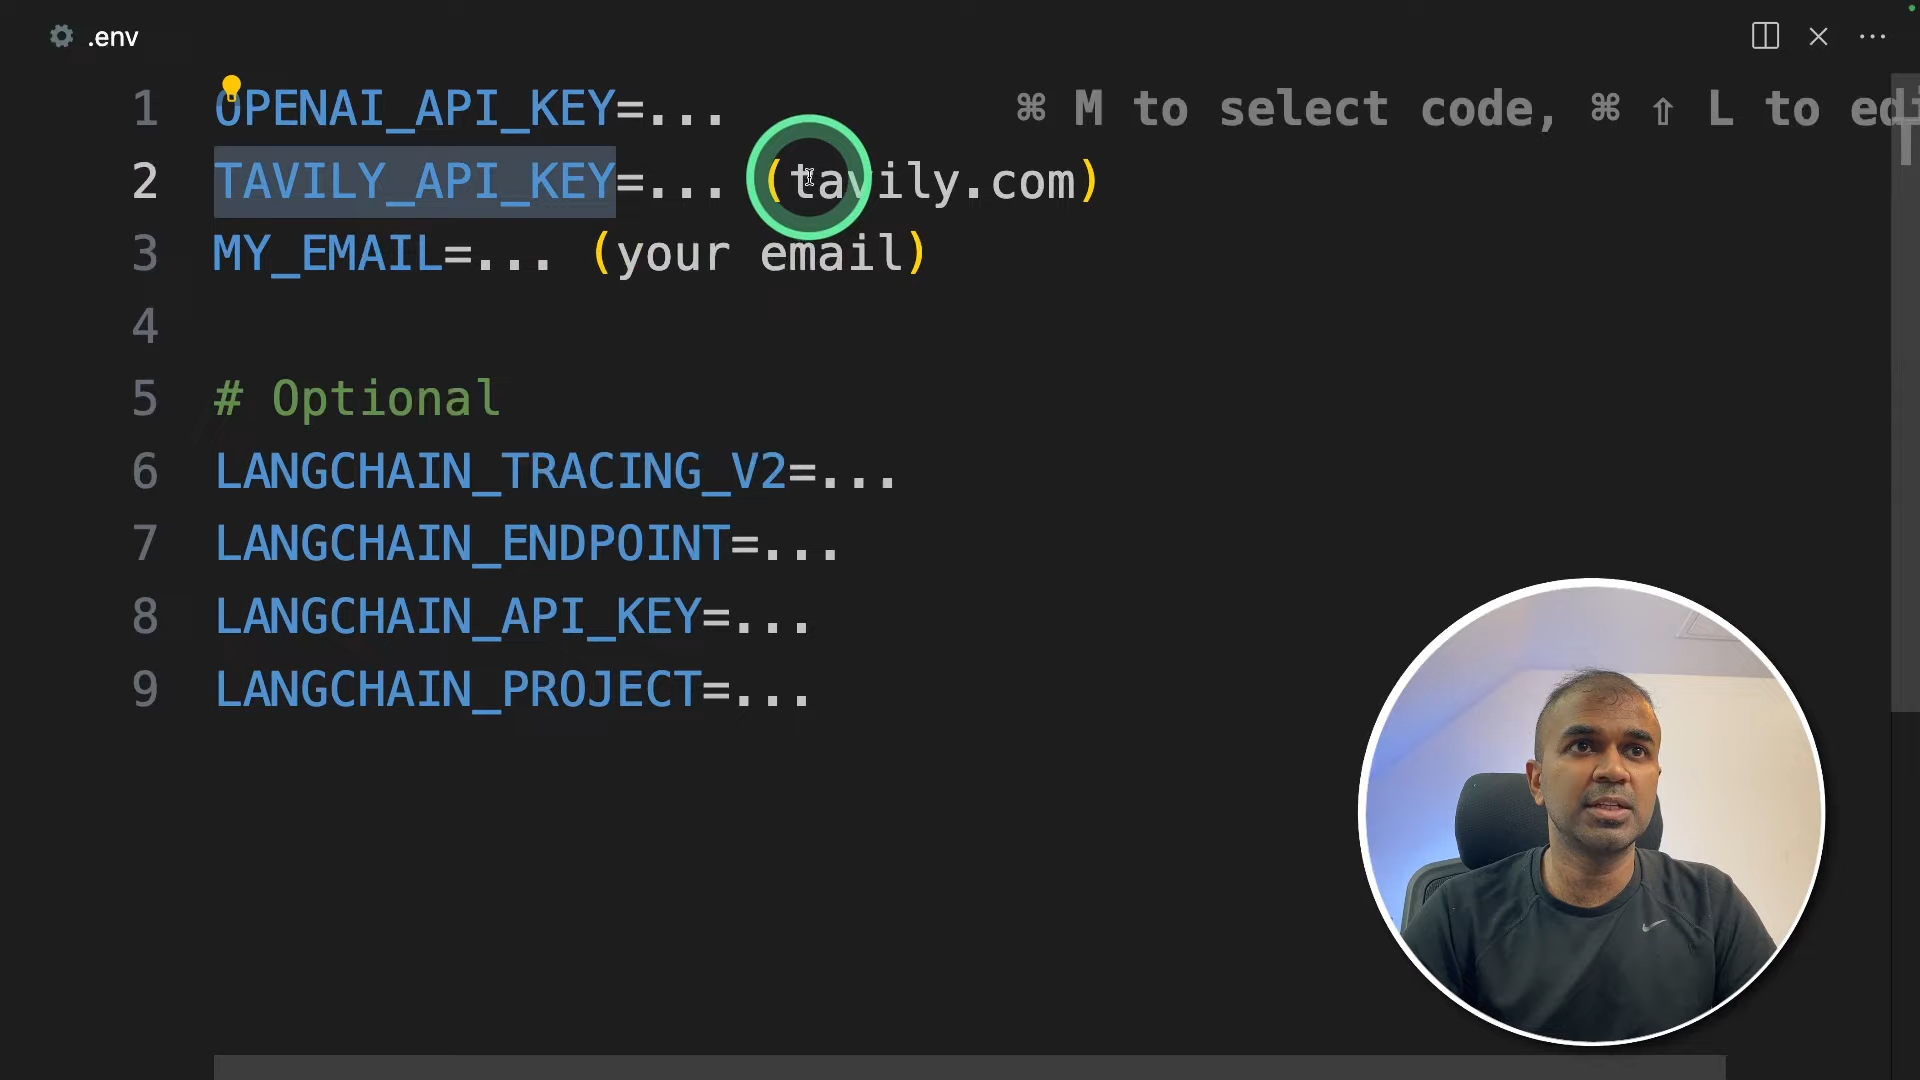 .env
1 OPENAI_API_KEY=... ⌘ M to select code, ⌘ ⇧ L to edi
2 TAVILY_API_KEY=... (tavily.com)
3 MY_EMAIL=... (your email)
4
5 # Optional
6 LANGCHAIN_TRACING_V2=...
7 LANGCHAIN_ENDPOINT=...
8 LANGCHAIN_API_KEY=...
9 LANGCHAIN_PROJECT=...